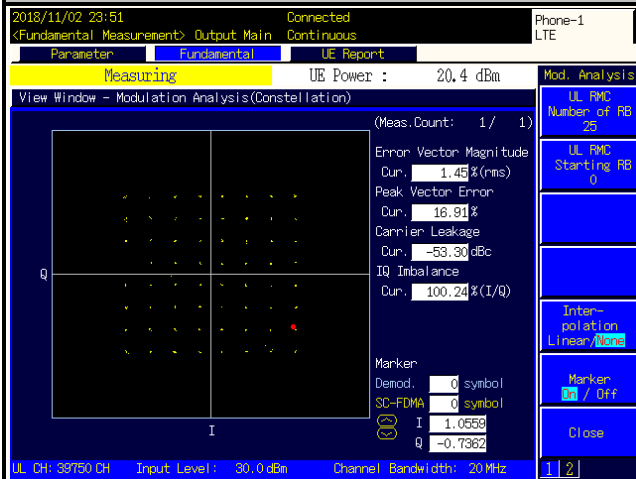 2018/11/02 23:51 Connected Phone-1
<Fundamental Measurement> Output Main Continuous LTE
Parameter Fundamental UE Report
Measuring UE Power : 20.4 dBm Mod. Analysis
View Window - Modulation Analysis(Constellation)
UL RMC
Number of RB
25
(Meas.Count: 1/ 1)
Error Vector Magnitude
Cur. 1.45%(rms)
Peak Vector Error
Cur. 16.91%
Carrier Leakage
Cur. -53.30 dBc
IQ Imbalance
Cur. 100.24%(I/Q)
UL RMC
Starting RB
0
Q
I
Inter-
polation
Linear/None
Marker
Demod. 0 symbol
SC-FDMA 0 symbol
I 1.0559
Q -0.7362
Marker
On / Off
Close
UL CH: 39750 CH Input Level: 30.0 dBm Channel Bandwidth: 20 MHz 1 2